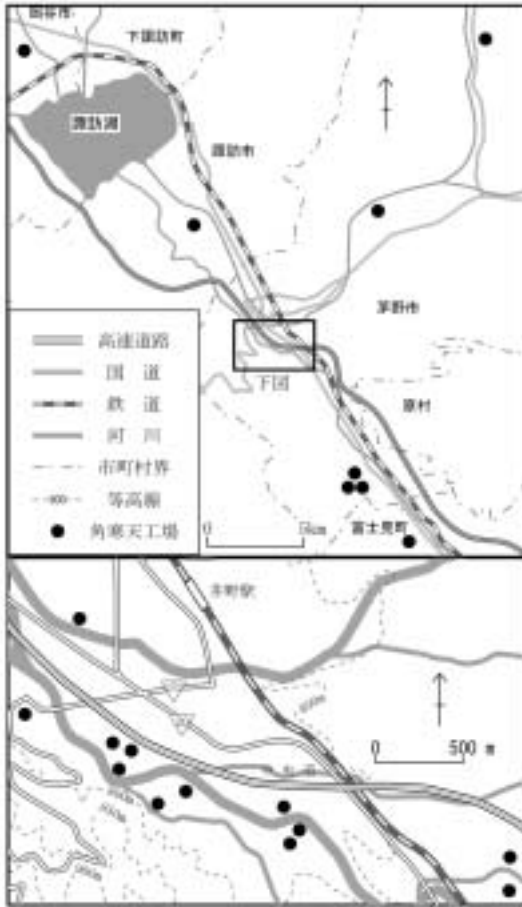 岡谷市
下諏訪町
諏訪湖
諏訪市
茅野市
下図
原村
富士見町
高速道路
国道
鉄道
河川
市町村界
等高線
角寒天工場
0
5km
茅野駅
0
500 m